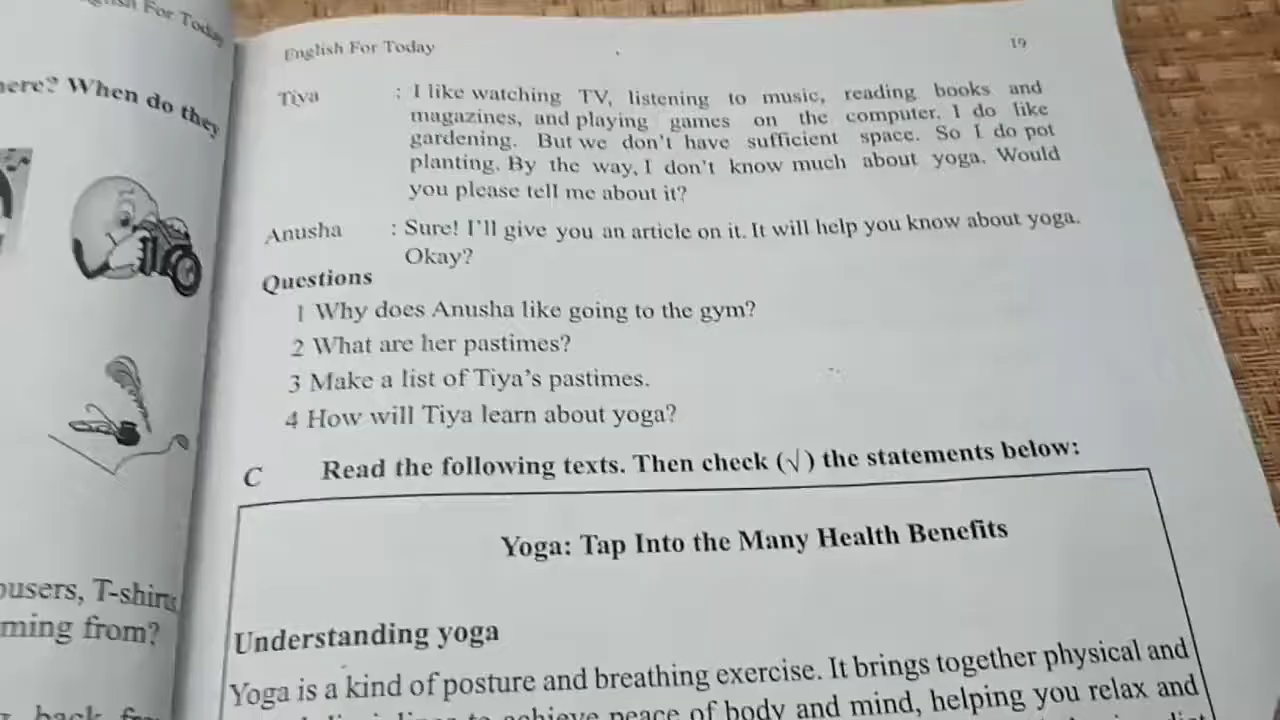 English For Today
here? When do they
ousers, T-shirts,
ming from?
back
English For Today 19
Tiya : I like watching TV, listening to music, reading books and
magazines, and playing games on the computer. I do like
gardening. But we don't have sufficient space. So I do pot
planting. By the way, I don't know much about yoga. Would
you please tell me about it?
Anusha : Sure! I'll give you an article on it. It will help you know about yoga.
Okay?
Questions
1 Why does Anusha like going to the gym?
2 What are her pastimes?
3 Make a list of Tiya's pastimes.
4 How will Tiya learn about yoga?
C Read the following texts. Then check (√) the statements below:
Yoga: Tap Into the Many Health Benefits
Understanding yoga
Yoga is a kind of posture and breathing exercise. It brings together physical and
to achieve peace of body and mind, helping you relax and